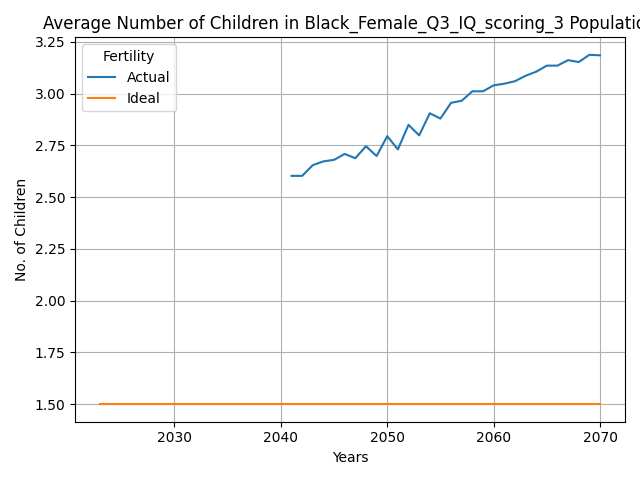 Average Number of Children in Black_Female_Q3_IQ_scoring_3 Populatio
Fertility
Actual
Ideal
3.25
3.00
2.75
2.50
2.25
2.00
1.75
1.50
No. of Children
2030 2040 2050 2060 2070
Years